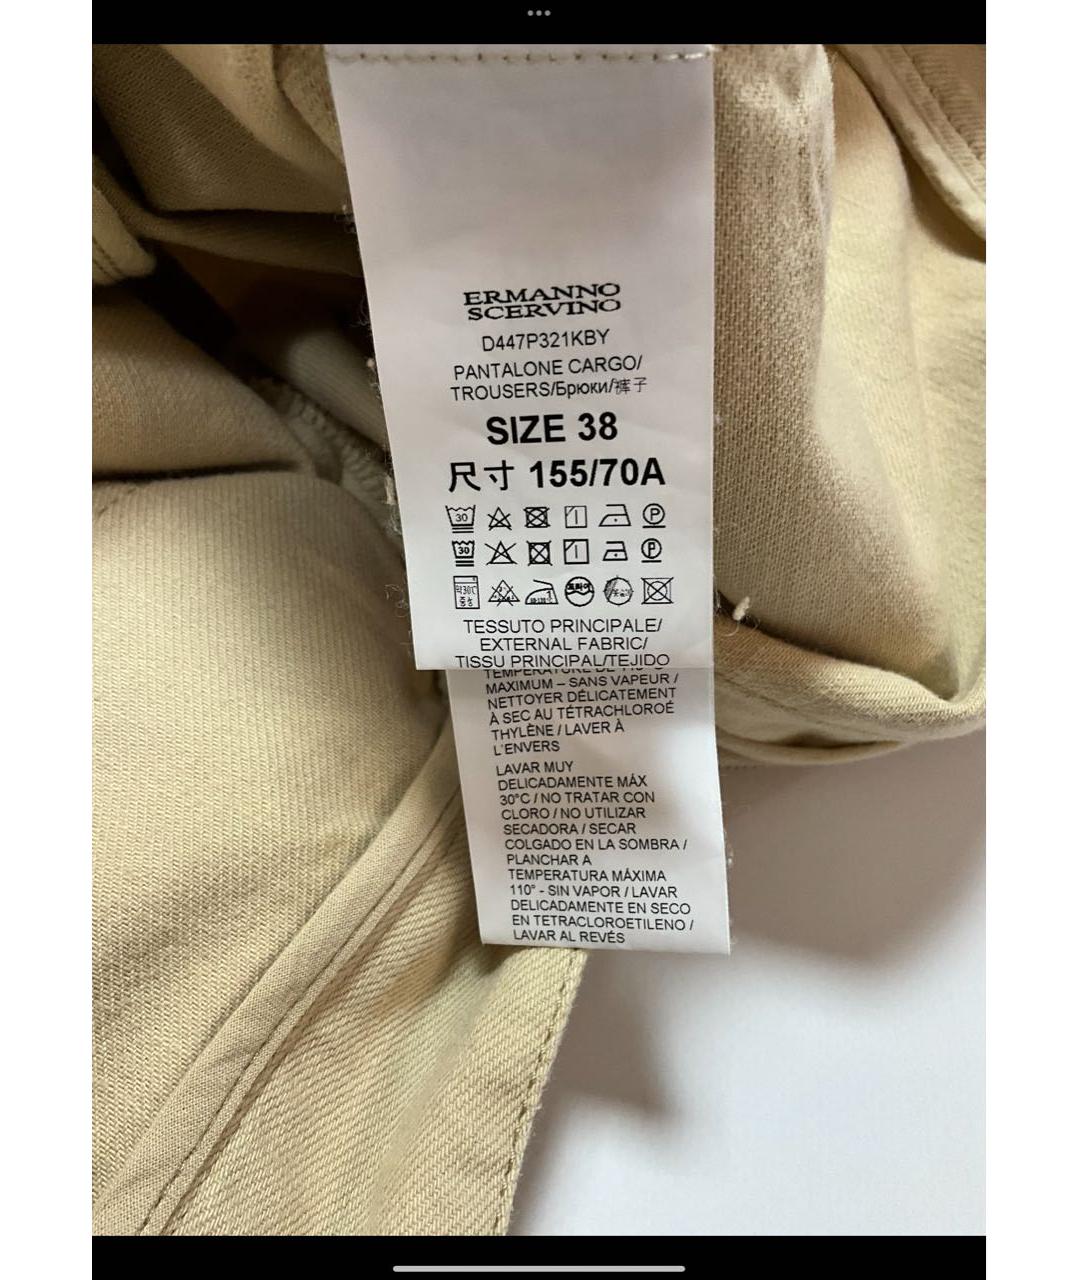 ERMANNO
SCERVINO
D447P321KBY
PANTALONE CARGO/
TROUSERS/Брюки/裤子
SIZE 38
尺寸 155/70A
TESSUTO PRINCIPALE/
EXTERNAL FABRIC/
TISSU PRINCIPAL/TEJIDO
MAXIMUM – SANS VAPEUR /
NETTOYER DÉLICATEMENT
À SEC AU TÉTRACHLOROÉ
THYLÈNE / LAVER À
L'ENVERS
LAVAR MUY
DELICADAMENTE MÁX
30°C / NO TRATAR CON
CLORO / NO UTILIZAR
SECADORA / SECAR
COLGADO EN LA SOMBRA /
PLANCHAR A
TEMPERATURA MÁXIMA
110° - SIN VAPOR / LAVAR
DELICADAMENTE EN SECO
EN TETRACLOROETILENO /
LAVAR AL REVÉS